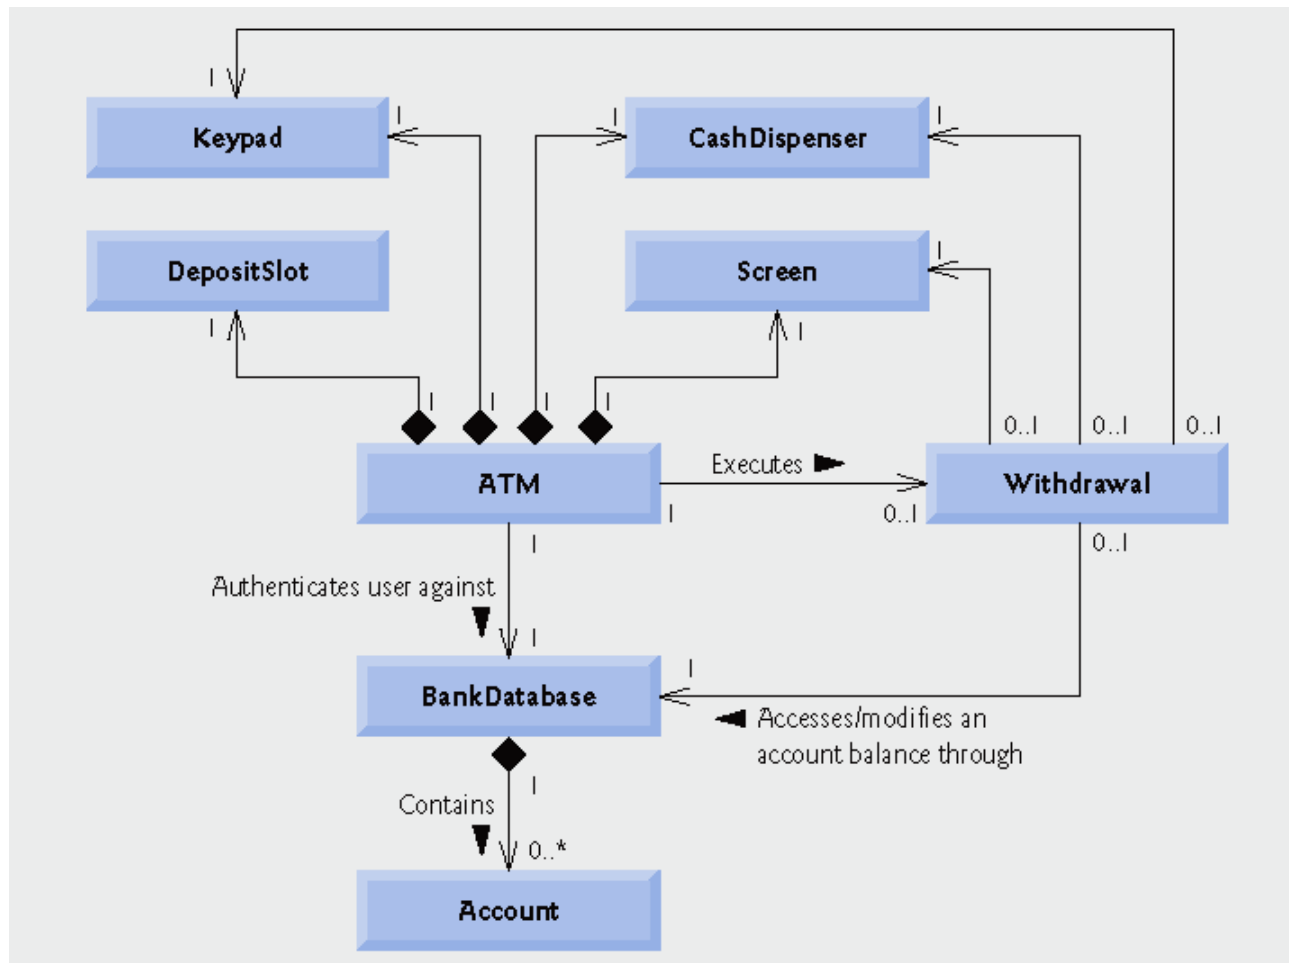 1
Keypad
1
1
CashDispenser
1
DepositSlot
1
Screen
1
1
1 1 1 1
0..1 0..1 0..1
ATM
Executes
1
0..1
Withdrawal
1
0..1
Authenticates user against
1
BankDatabase
1
Accesses/modifies an
account balance through
1
Contains
0..*
Account